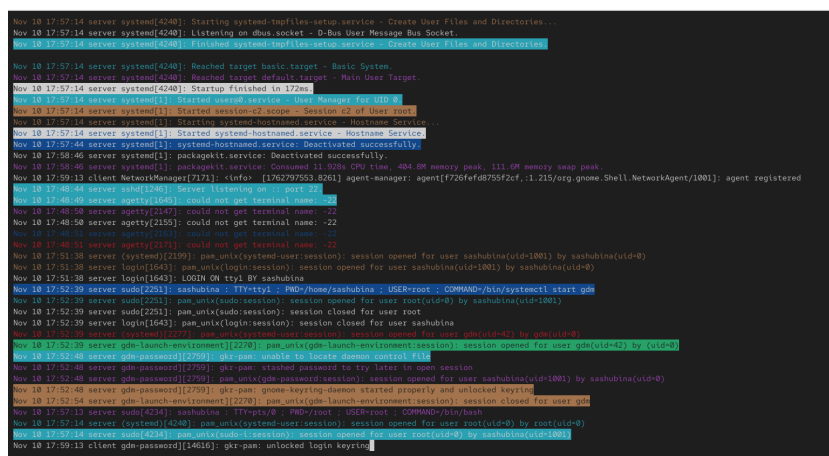 Nov 10 17:57:14 server systemd[4240]: Starting systemd-tmpfiles-setup.service - Create User Files and Directories...
Nov 10 17:57:14 server systemd[4240]: Listening on dbus.socket - D-Bus User Message Bus Socket.
Nov 10 17:57:14 server systemd[4240]: Finished systemd-tmpfiles-setup.service - Create User Files and Directories.
Nov 10 17:57:14 server systemd[4240]: Reached target basic.target - Basic System.
Nov 10 17:57:14 server systemd[4240]: Reached target default.target - Main User Target.
Nov 10 17:57:14 server systemd[4240]: Startup finished in 172ms.
Nov 10 17:57:14 server systemd[1]: Started user@0.service - User Manager for UID 0.
Nov 10 17:57:14 server systemd[1]: Started session-c2.scope - Session c2 of User root.
Nov 10 17:57:14 server systemd[1]: Starting systemd-hostnamed.service - Hostname Service...
Nov 10 17:57:14 server systemd[1]: Started systemd-hostnamed.service - Hostname Service.
Nov 10 17:57:44 server systemd[1]: systemd-hostnamed.service: Deactivated successfully.
Nov 10 17:58:46 server systemd[1]: packagekit.service: Deactivated successfully.
Nov 10 17:58:46 server systemd[1]: packagekit.service: Consumed 11.928s CPU time, 404.8M memory peak, 111.6M memory swap peak.
Nov 10 17:59:13 client NetworkManager[7171]: <info>  [1762797553.8261] agent-manager: agent[f726fefd8755f2cf,:1.215/org.gnome.Shell.NetworkAgent/1001]: agent registered
Nov 10 17:48:44 server sshd[1246]: Server listening on :: port 22.
Nov 10 17:48:49 server agetty[1645]: could not get terminal name: -22
Nov 10 17:48:50 server agetty[2147]: could not get terminal name: -22
Nov 10 17:48:50 server agetty[2155]: could not get terminal name: -22
Nov 10 17:48:51 server agetty[2163]: could not get terminal name: -22
Nov 10 17:48:51 server agetty[2171]: could not get terminal name: -22
Nov 10 17:51:38 server (systemd)[2199]: pam_unix(systemd-user:session): session opened for user sashubina(uid=1001) by sashubina(uid=0)
Nov 10 17:51:38 server login[1643]: pam_unix(login:session): session opened for user sashubina(uid=1001) by sashubina(uid=0)
Nov 10 17:51:38 server login[1643]: LOGIN ON tty1 BY sashubina
Nov 10 17:52:39 server sudo[2251]: sashubina : TTY=tty1 ; PWD=/home/sashubina ; USER=root ; COMMAND=/bin/systemctl start gdm
Nov 10 17:52:39 server sudo[2251]: pam_unix(sudo:session): session opened for user root(uid=0) by sashubina(uid=1001)
Nov 10 17:52:39 server sudo[2251]: pam_unix(sudo:session): session closed for user root
Nov 10 17:52:39 server login[1643]: pam_unix(login:session): session closed for user sashubina
Nov 10 17:52:39 server (systemd)[2277]: pam_unix(systemd-user:session): session opened for user gdm(uid=42) by gdm(uid=0)
Nov 10 17:52:39 server gdm-launch-environment][2270]: pam_unix(gdm-launch-environment:session): session opened for user gdm(uid=42) by (uid=0)
Nov 10 17:52:48 server gdm-password][2759]: gkr-pam: unable to locate daemon control file
Nov 10 17:52:48 server gdm-password][2759]: gkr-pam: stashed password to try later in open session
Nov 10 17:52:48 server gdm-password][2759]: pam_unix(gdm-password:session): session opened for user sashubina(uid=1001) by sashubina(uid=0)
Nov 10 17:52:48 server gdm-password][2759]: gkr-pam: gnome-keyring-daemon started properly and unlocked keyring
Nov 10 17:52:54 server gdm-launch-environment][2270]: pam_unix(gdm-launch-environment:session): session closed for user gdm
Nov 10 17:57:13 server sudo[4234]: sashubina : TTY=pts/0 ; PWD=/root ; USER=root ; COMMAND=/bin/bash
Nov 10 17:57:14 server (systemd)[4240]: pam_unix(systemd-user:session): session opened for user root(uid=0) by root(uid=0)
Nov 10 17:57:14 server sudo[4234]: pam_unix(sudo-i:session): session opened for user root(uid=0) by sashubina(uid=1001)
Nov 10 17:59:13 client gdm-password][14616]: gkr-pam: unlocked login keyring